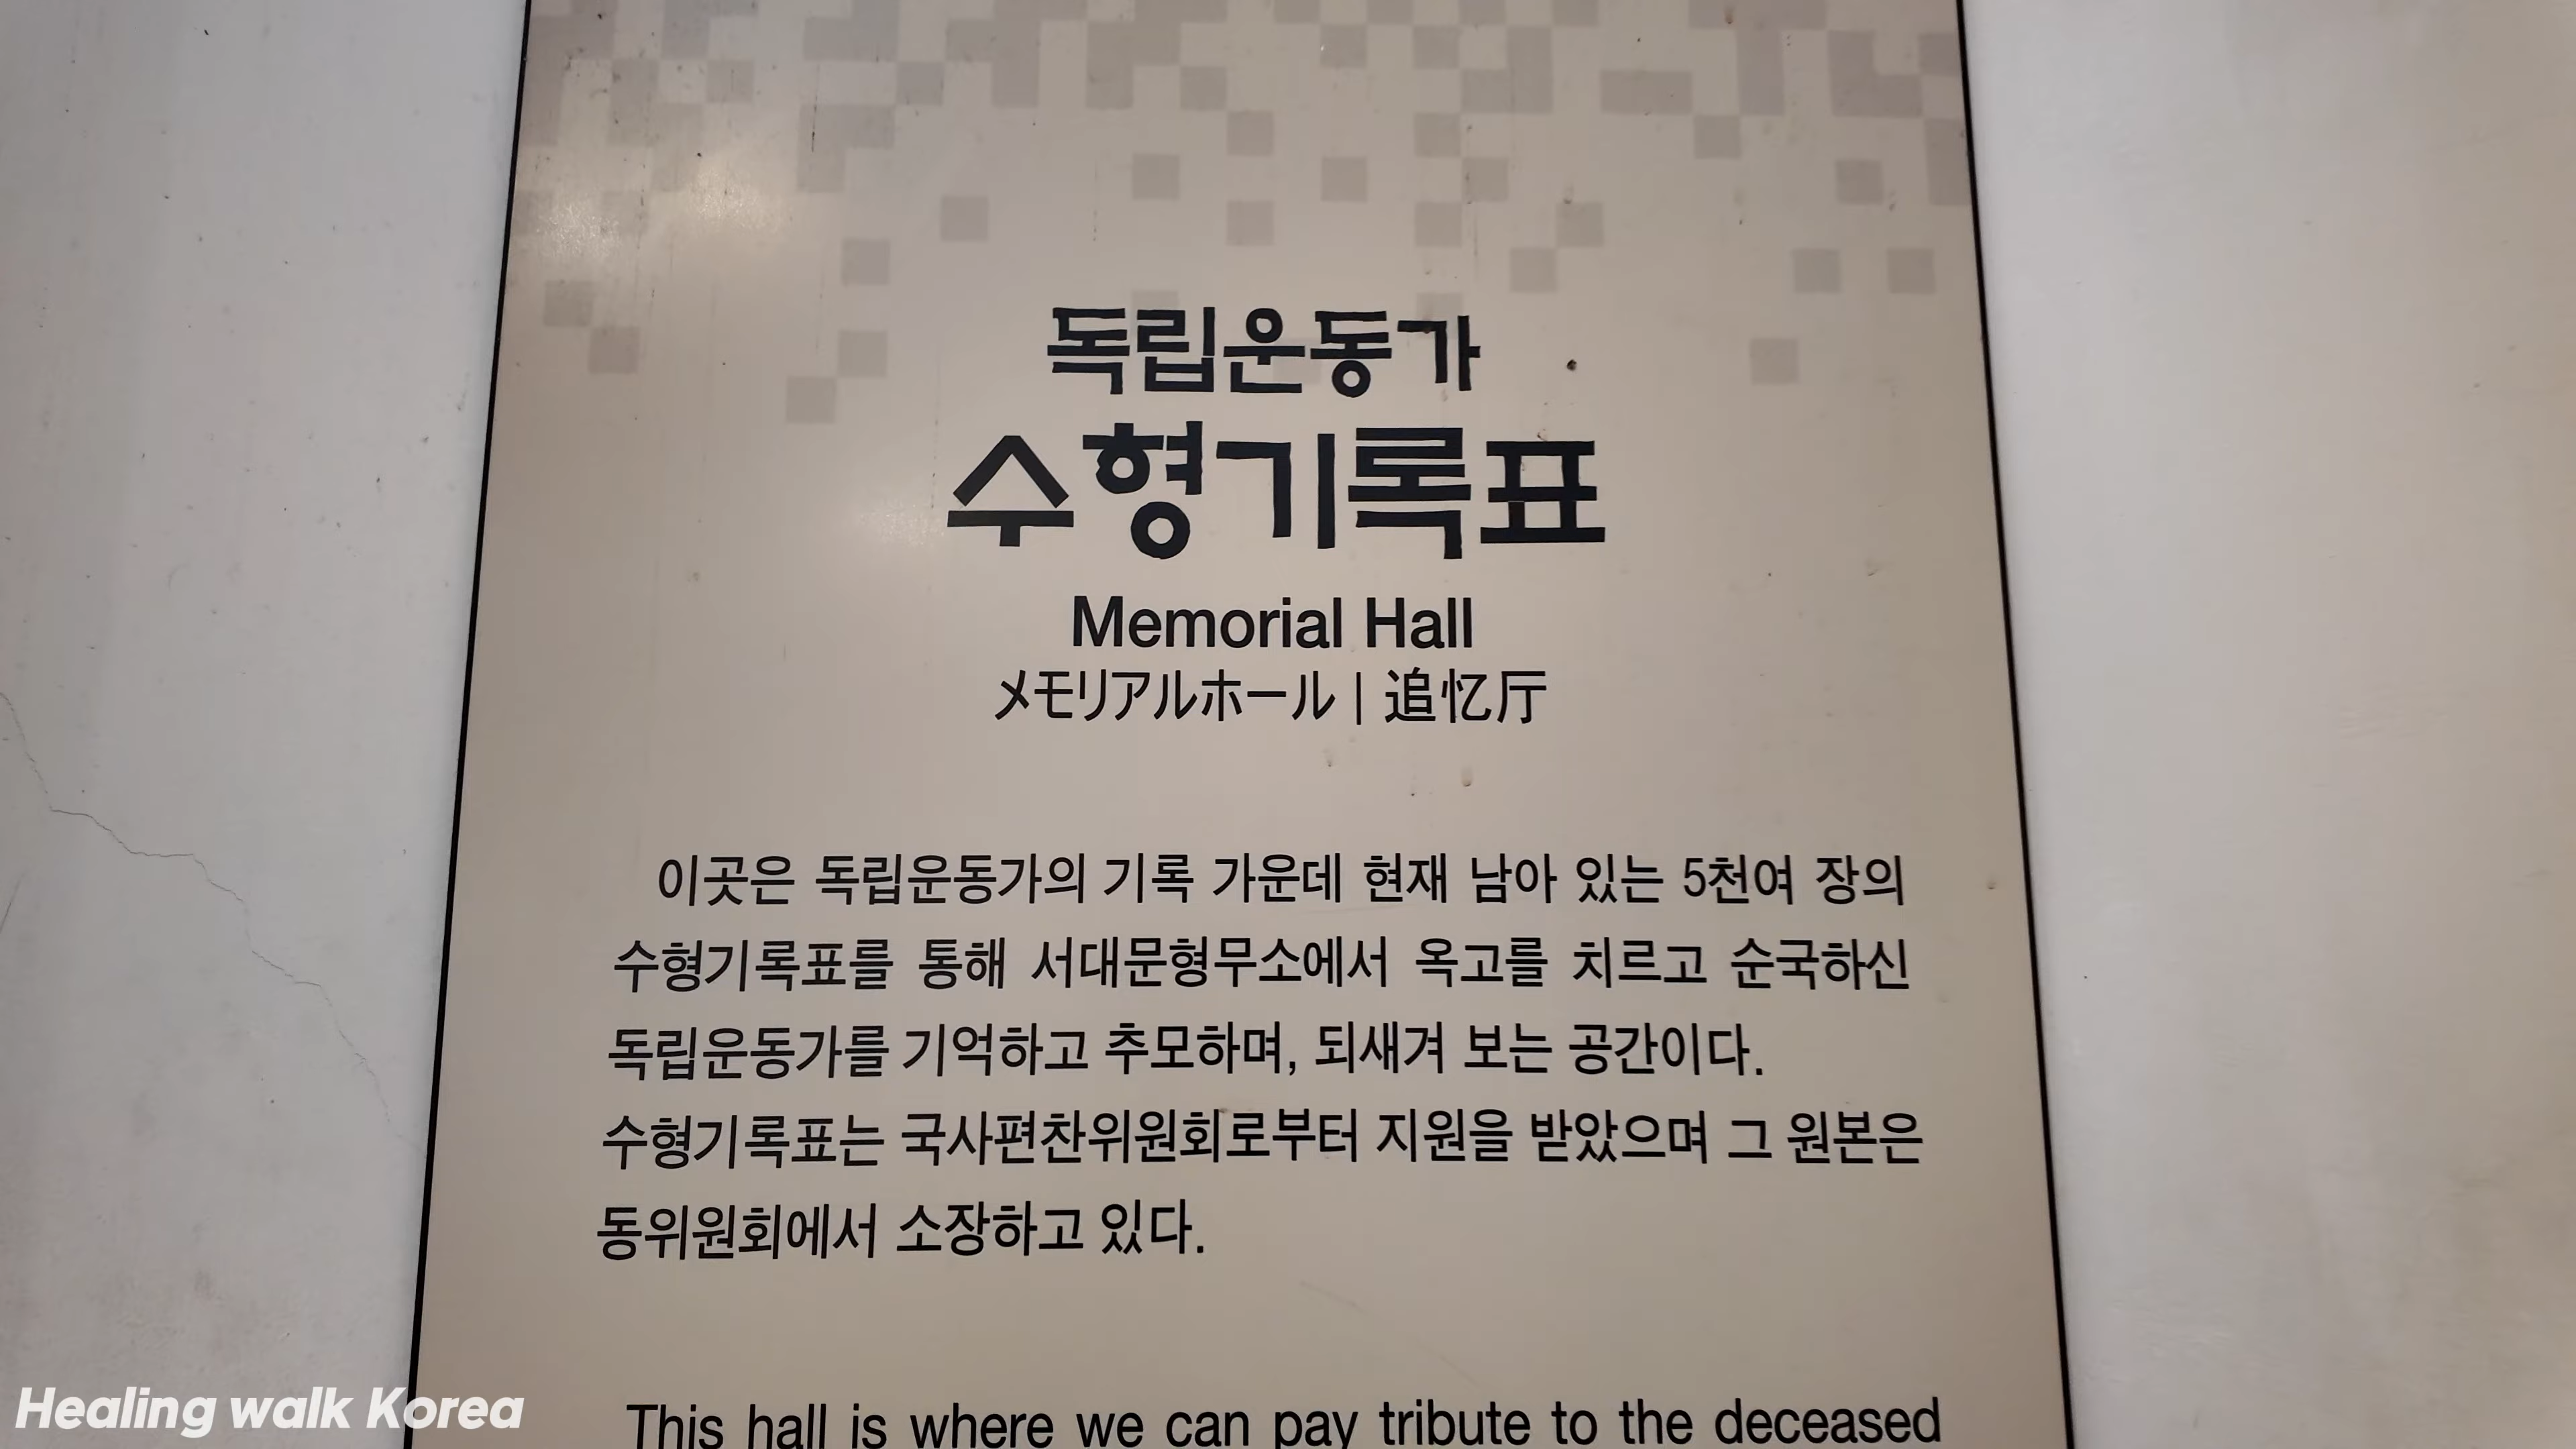 독립운동가
수형기록표
Memorial Hall
メモリアルホール | 追忆厅
이곳은 독립운동가의 기록 가운데 현재 남아 있는 5천여 장의
수형기록표를 통해 서대문형무소에서 옥고를 치르고 순국하신
독립운동가를 기억하고 추모하며, 되새겨 보는 공간이다.
수형기록표는 국사편찬위원회로부터 지원을 받았으며 그 원본은
동위원회에서 소장하고 있다.
This hall is where we can pay tribute to the deceased
Healing walk Korea